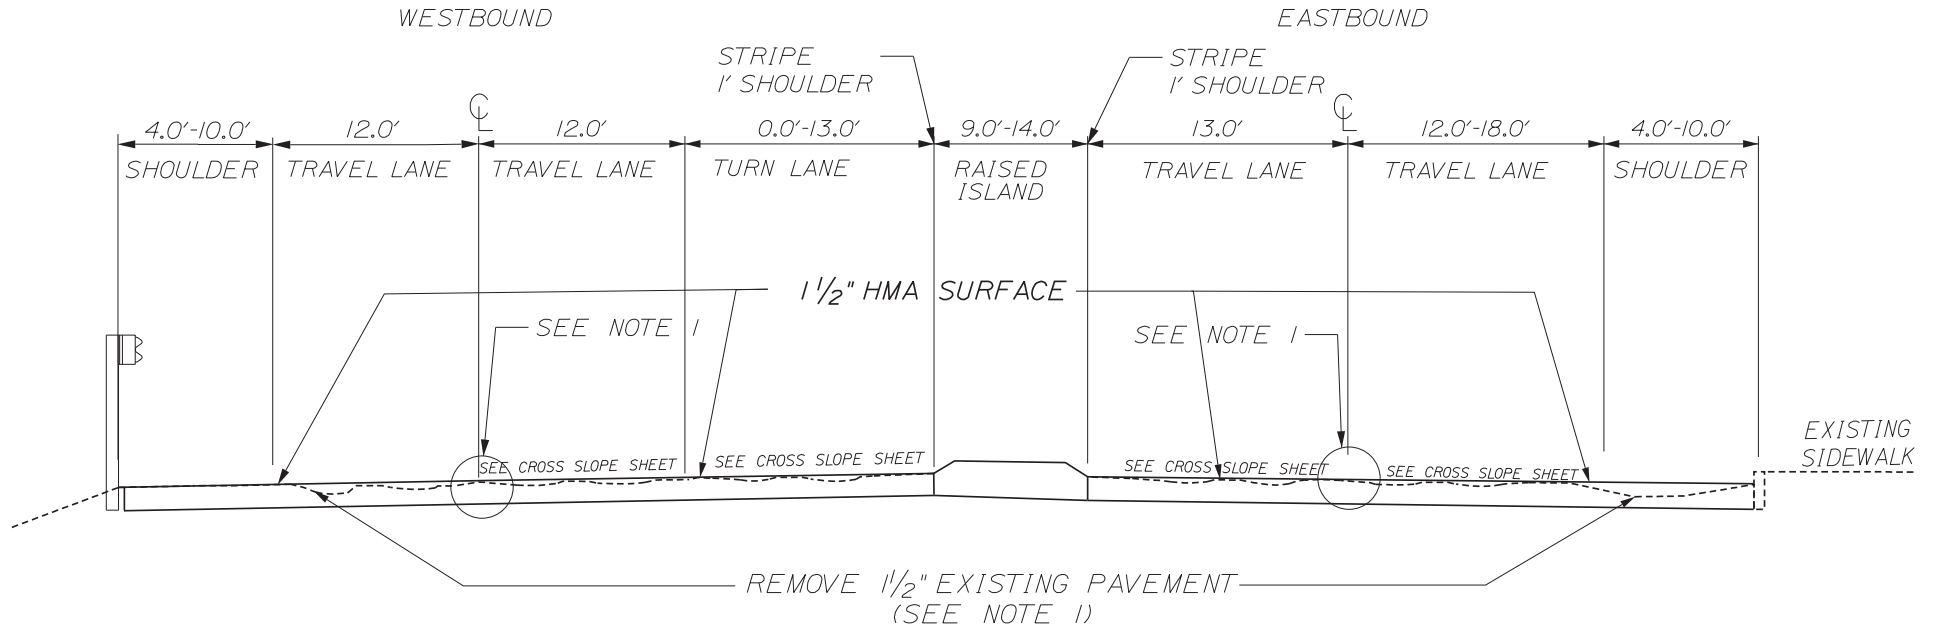 WESTBOUND
EASTBOUND
STRIPE
1' SHOULDER
STRIPE
1' SHOULDER
℄
℄
4.0'-10.0'
12.0'
12.0'
0.0'-13.0'
9.0'-14.0'
13.0'
12.0'-18.0'
4.0'-10.0'
SHOULDER
TRAVEL LANE
TRAVEL LANE
TURN LANE
RAISED
ISLAND
TRAVEL LANE
TRAVEL LANE
SHOULDER
1 1/2" HMA SURFACE
SEE NOTE 1
SEE NOTE 1
EXISTING
SIDEWALK
SEE CROSS SLOPE SHEET
SEE CROSS SLOPE SHEET
SEE CROSS SLOPE SHEET
SEE CROSS SLOPE SHEET
REMOVE 1 1/2" EXISTING PAVEMENT
(SEE NOTE 1)